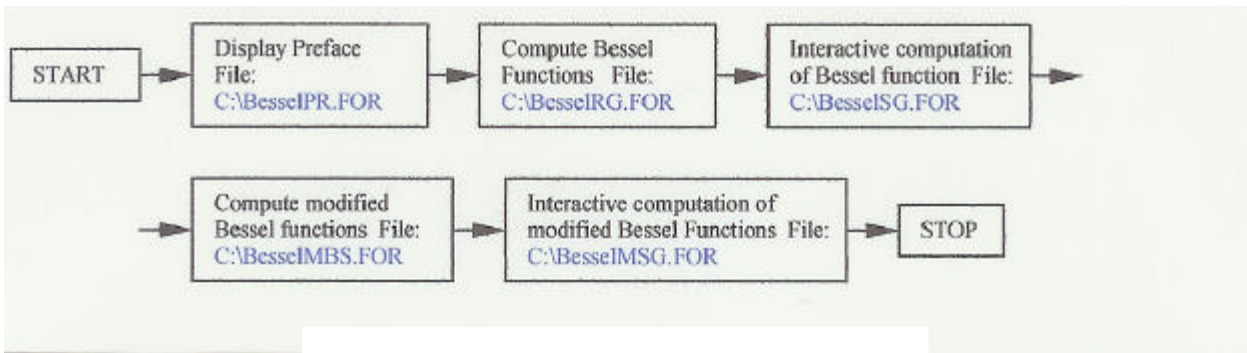 START
Display Preface
File:
C:\BesselPR.FOR
Compute Bessel
Functions File:
C:\BesselRG.FOR
Interactive computation
of Bessel function File:
C:\BesselSG.FOR
Compute modified
Bessel functions File:
C:\BesselMBS.FOR
Interactive computation of
modified Bessel Functions File:
C:\BesselMSG.FOR
STOP